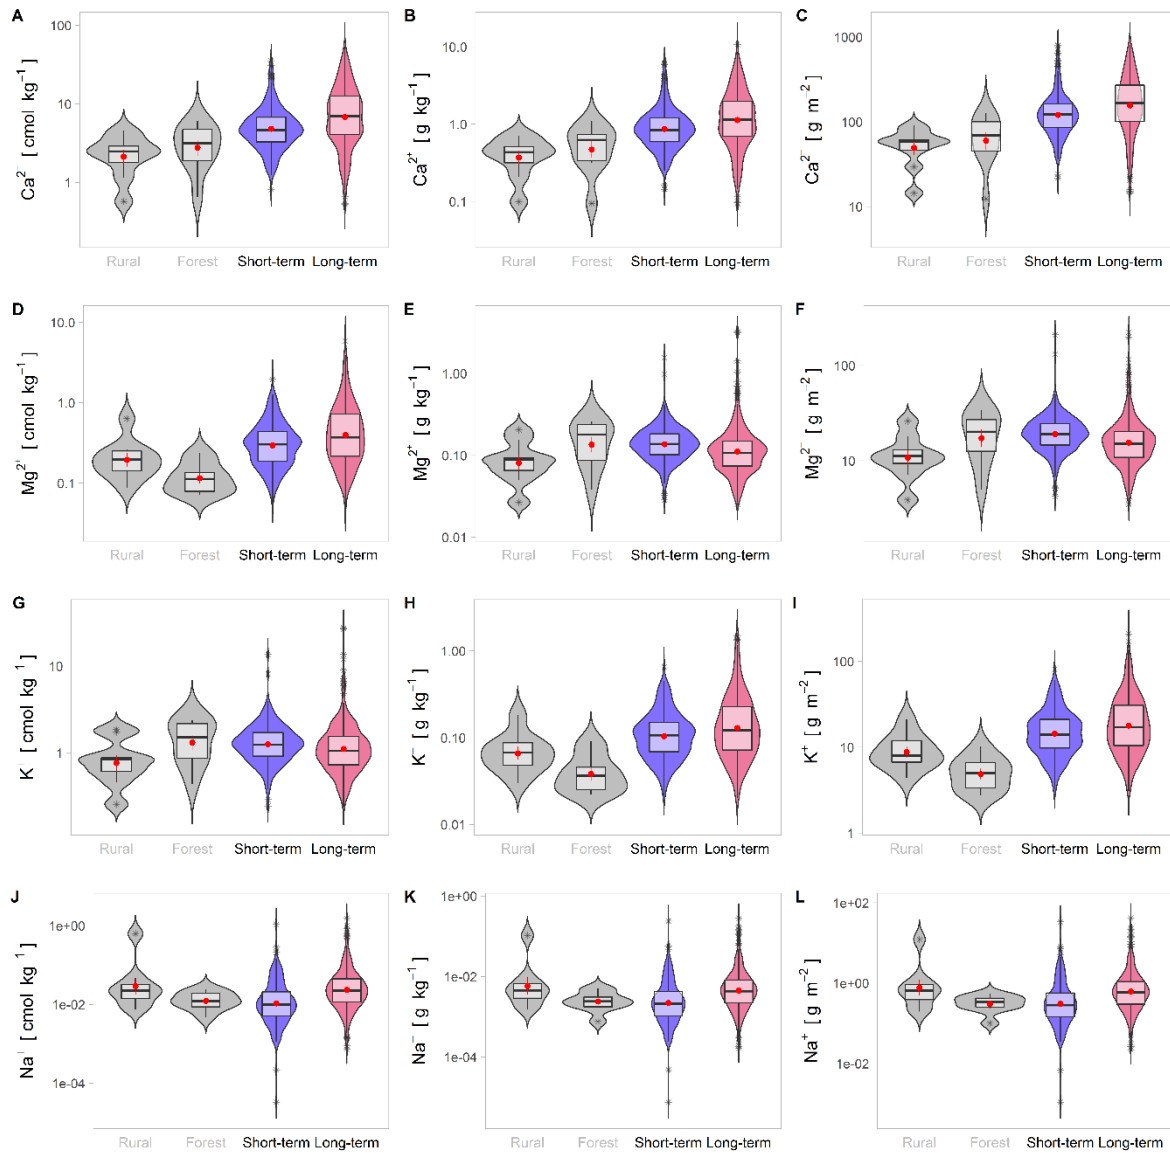 A
Ca²⁻ [ cmol kg⁻¹ ]
100
10
1
Rural Forest Short-term Long-term
B
Ca²⁺ [ g kg⁻¹ ]
10.0
1.0
0.1
Rural Forest Short-term Long-term
C
Ca²⁻ [ g m⁻² ]
1000
100
10
Rural Forest Short-term Long-term
D
Mg²⁺ [ cmol kg⁻¹ ]
10.0
1.0
0.1
Rural Forest Short-term Long-term
E
Mg²⁺ [ g kg⁻¹ ]
1.00
0.10
0.01
Rural Forest Short-term Long-term
F
Mg²⁻ [ g m⁻² ]
100
10
Rural Forest Short-term Long-term
G
K [ cmol kg⁻¹ ]
10
1
Rural Forest Short-term Long-term
H
K⁻ [ g kg⁻¹ ]
1.00
0.10
0.01
Rural Forest Short-term Long-term
I
K⁺ [ g m⁻² ]
100
10
1
Rural Forest Short-term Long-term
J
Na [ cmol kg⁻¹ ]
1e+00
1e-02
1e-04
Rural Forest Short-term Long-term
K
Na⁻ [ g kg⁻¹ ]
1e+00
1e-02
1e-04
Rural Forest Short-term Long-term
L
Na⁺ [ g m⁻² ]
1e+02
1e+00
1e-02
Rural Forest Short-term Long-term